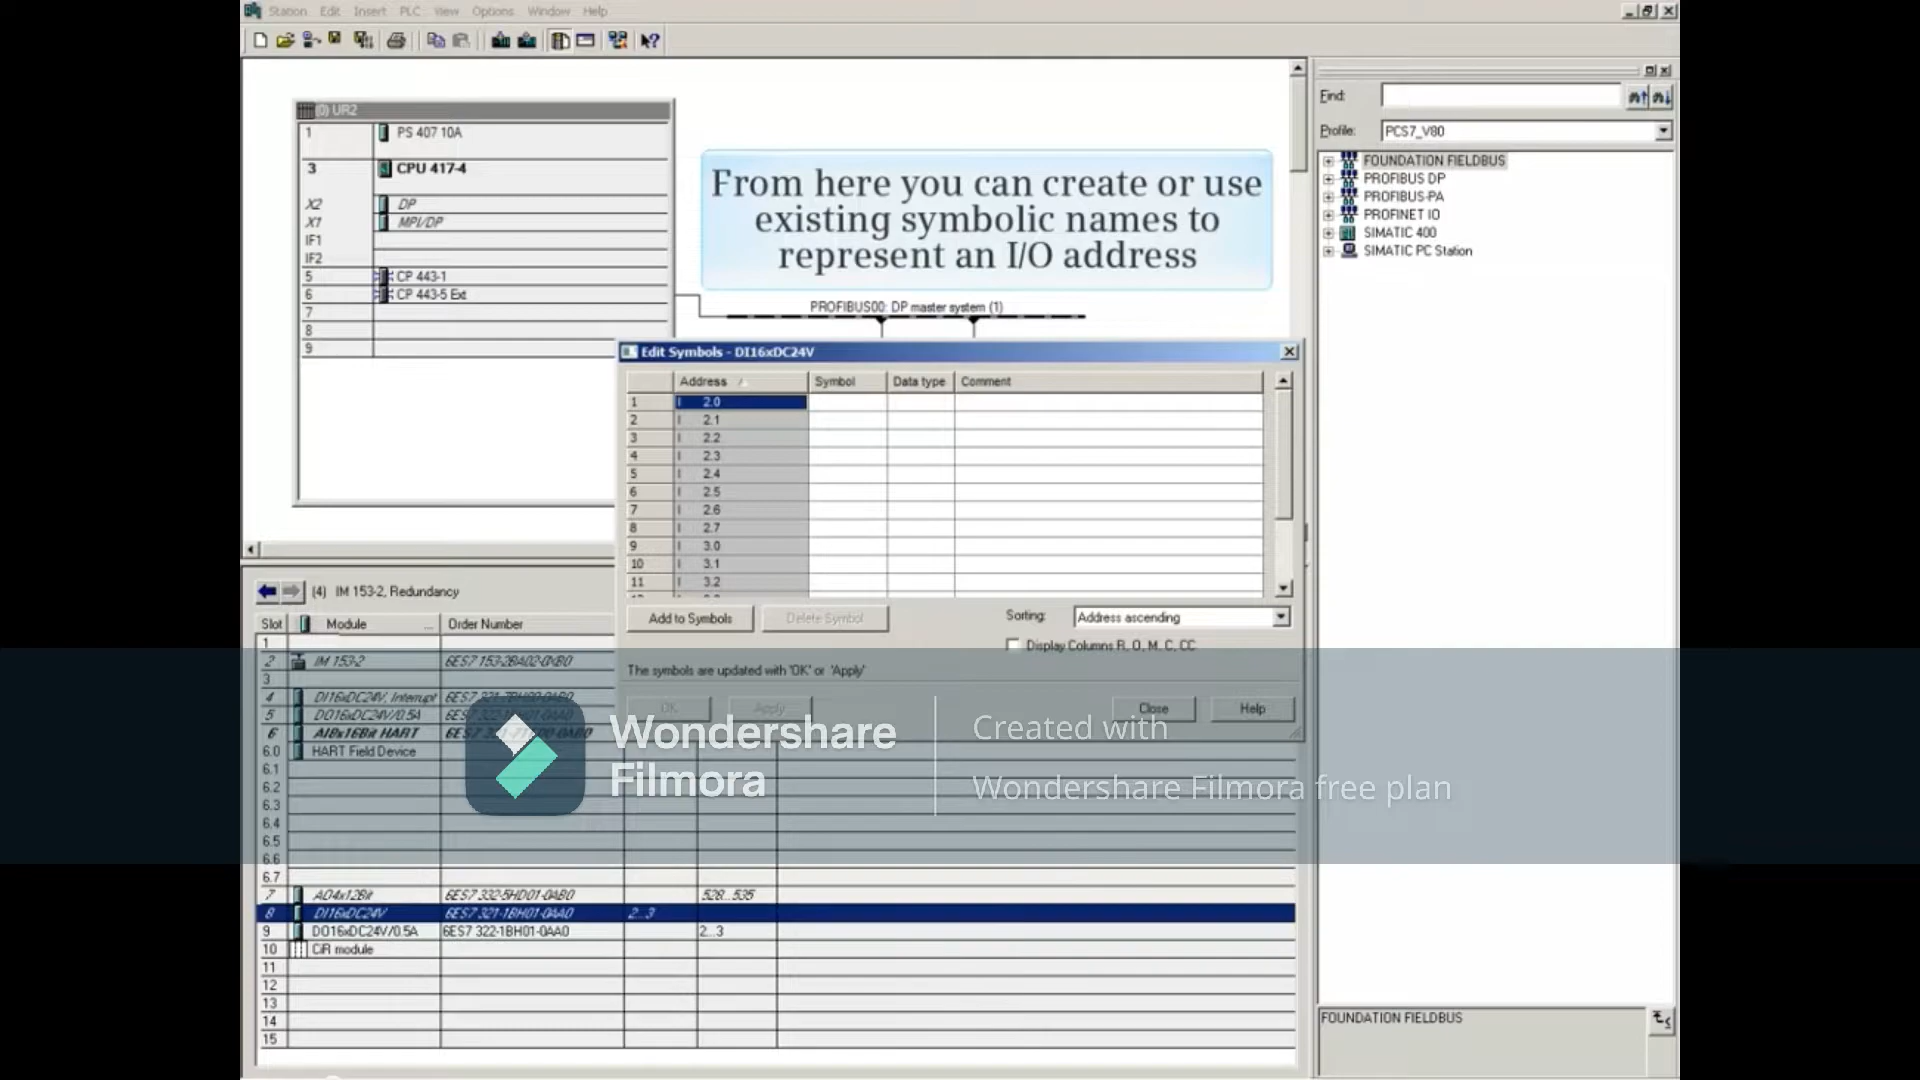 Station Edit Insert PLC View Options Window Help
Find:
Profile: PCS7_V80
FOUNDATION FIELDBUS
PROFIBUS DP
PROFIBUS-PA
PROFINET IO
SIMATIC 400
SIMATIC PC Station
(0) UR2
1 PS 407 10A
3 CPU 417-4
X2 DP
X1 MPI/DP
IF1
IF2
5 CP 443-1
6 CP 443-5 Ext
7
8
9
From here you can create or use
existing symbolic names to
represent an I/O address
PROFIBUS00: DP master system (1)
Edit Symbols - DI16xDC24V
Address Symbol Data type Comment
1 I 2.0
2 I 2.1
3 I 2.2
4 I 2.3
5 I 2.4
6 I 2.5
7 I 2.6
8 I 2.7
9 I 3.0
10 I 3.1
11 I 3.2
Add to Symbols Delete Symbol Sorting: Address ascending
Display Columns R, O, M, C, CC
The symbols are updated with 'OK' or 'Apply'
OK Apply Close Help
(4) IM 153-2, Redundancy
Slot Module ... Order Number
1
2 IM 153-2 6ES7 153-2BA02-0XB0
3
4 DI16xDC24V, Interrupt
5 DO16xDC24V/0.5A
6 AI8x16Bit HART
6.0 HART Field Device
6.1
6.2
6.3
6.4
6.5
6.6
6.7
7 AO4x12Bit 6ES7 332-5HD01-0AB0 528...535
8 DI16xDC24V 6ES7 321-1BH01-0AA0 2...3
9 DO16xDC24V/0.5A 6ES7 322-1BH01-0AA0 2...3
10 CiR module
11
12
13
14
15
Wondershare
Filmora
Created with
Wondershare Filmora free plan
FOUNDATION FIELDBUS